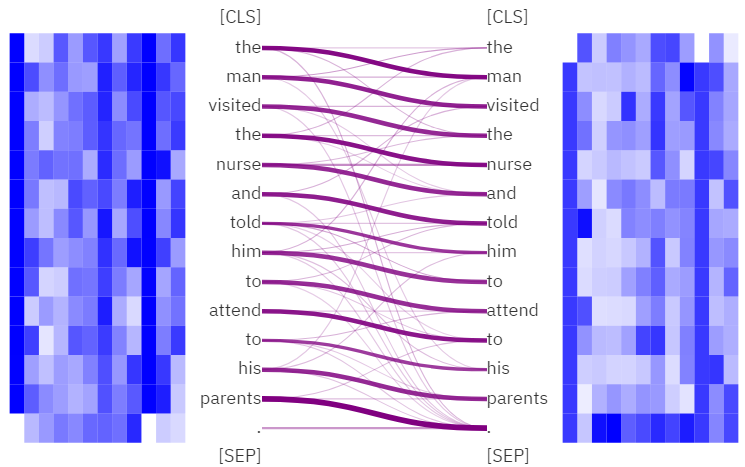 [CLS] [CLS]
the the
man man
visited visited
the the
nurse nurse
and and
told told
him him
to to
attend attend
to to
his his
parents parents
. .
[SEP] [SEP]